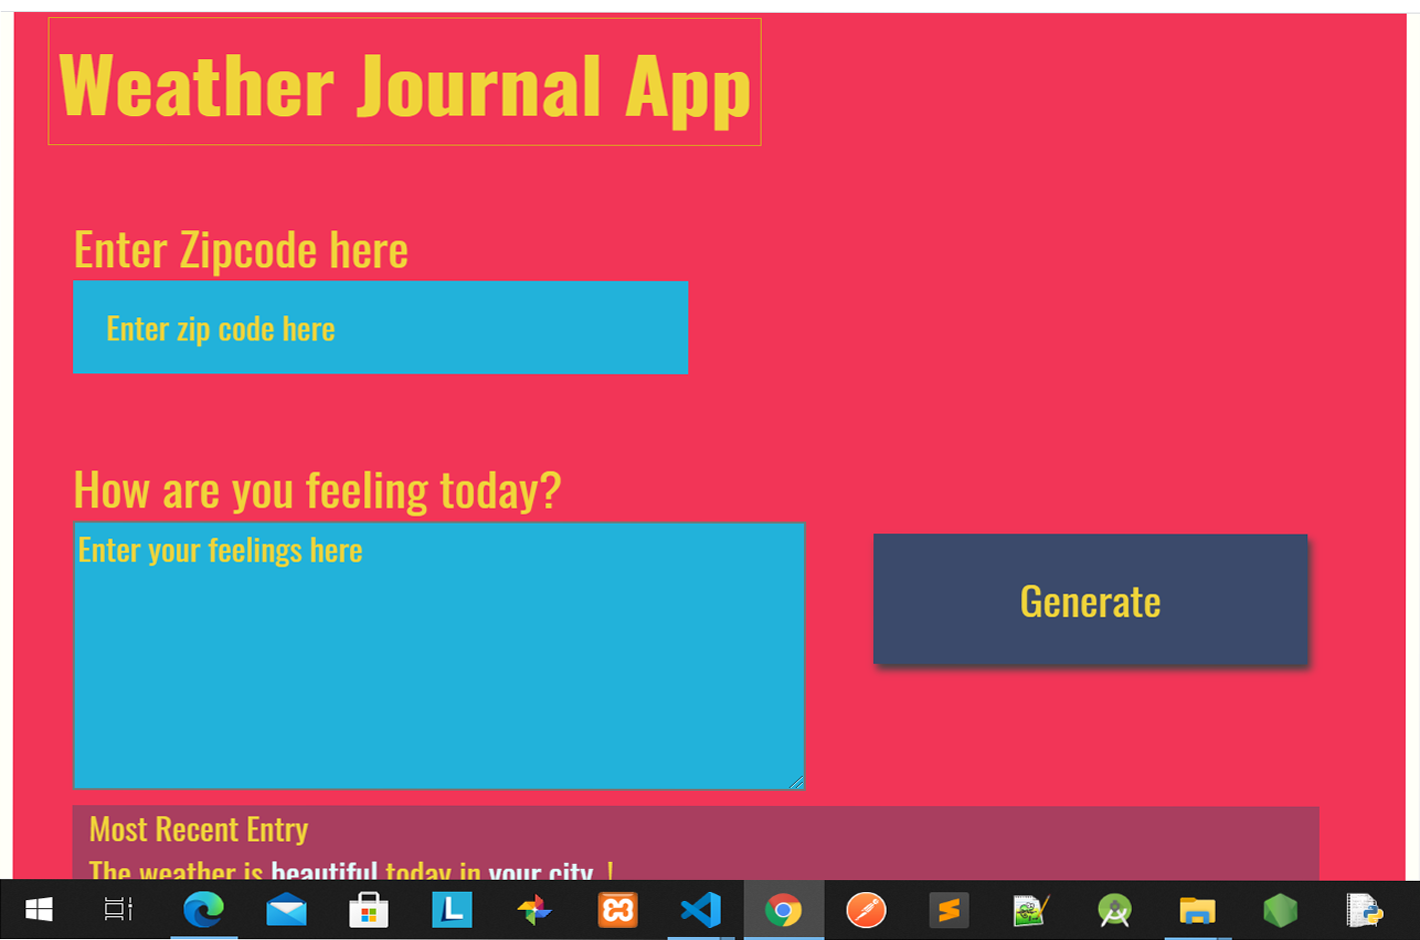 Weather Journal App
Enter Zipcode here
Enter zip code here
How are you feeling today?
Enter your feelings here
Generate
Most Recent Entry
The weather is beautiful today in your city !